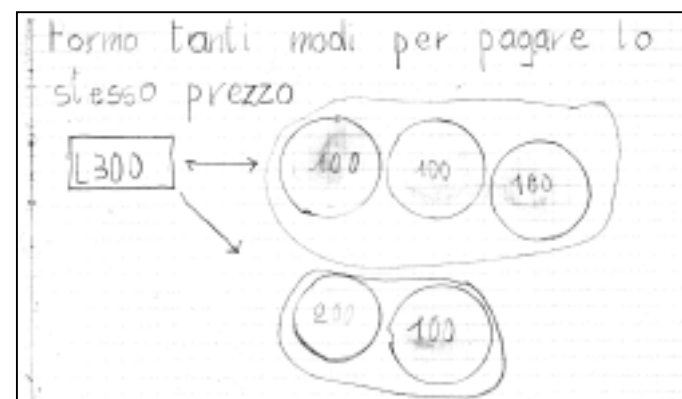 formo tanti modi per pagare lo
stesso prezzo
L300
100 100 100
200 100